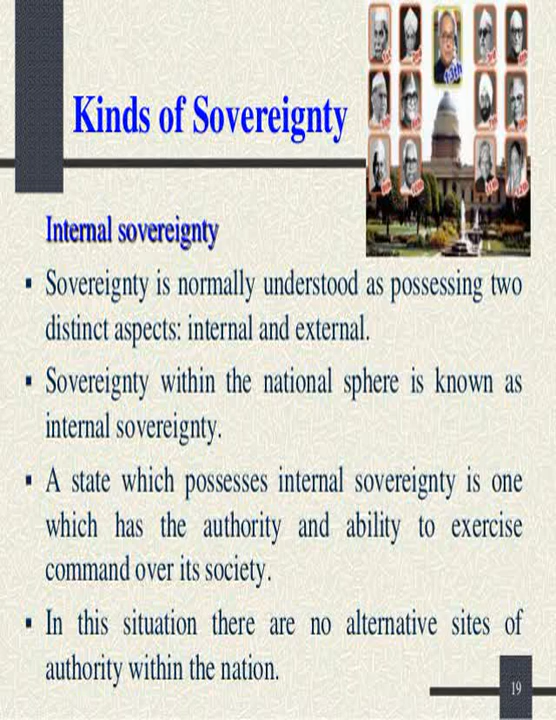 Kinds of Sovereignty
13th
Internal sovereignty
▪ Sovereignty is normally understood as possessing two
distinct aspects: internal and external.
▪ Sovereignty within the national sphere is known as
internal sovereignty.
▪ A state which possesses internal sovereignty is one
which has the authority and ability to exercise
command over its society.
▪ In this situation there are no alternative sites of
authority within the nation.
19